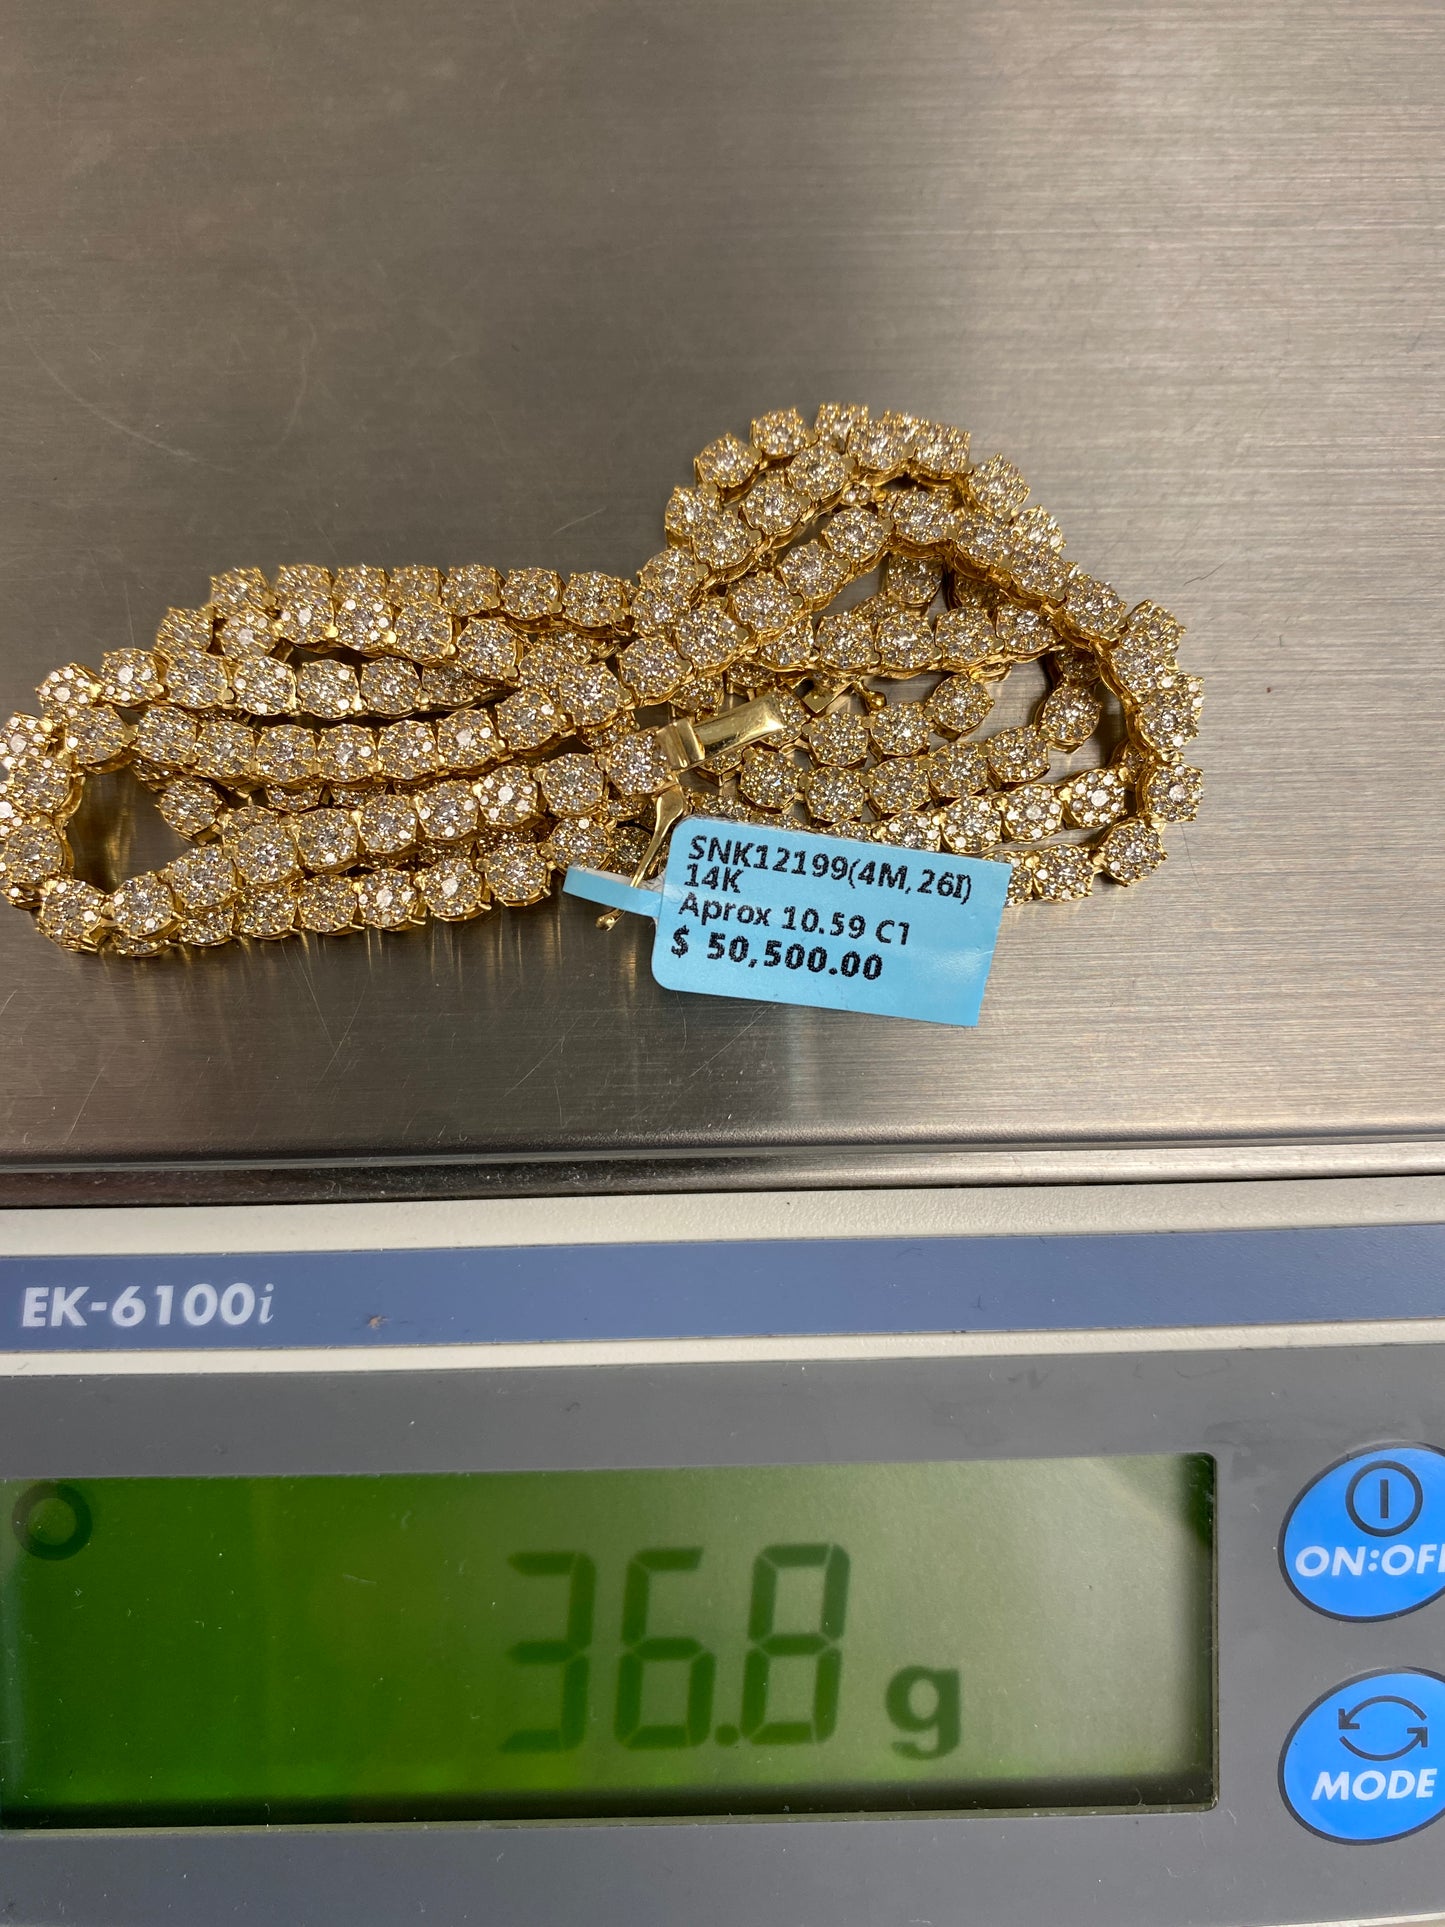 SNK12199(4M,26I)
14K
Aprox 10.59 CT
$ 50,500.00
EK-6100i
36.8 g
ON:OFF
MODE